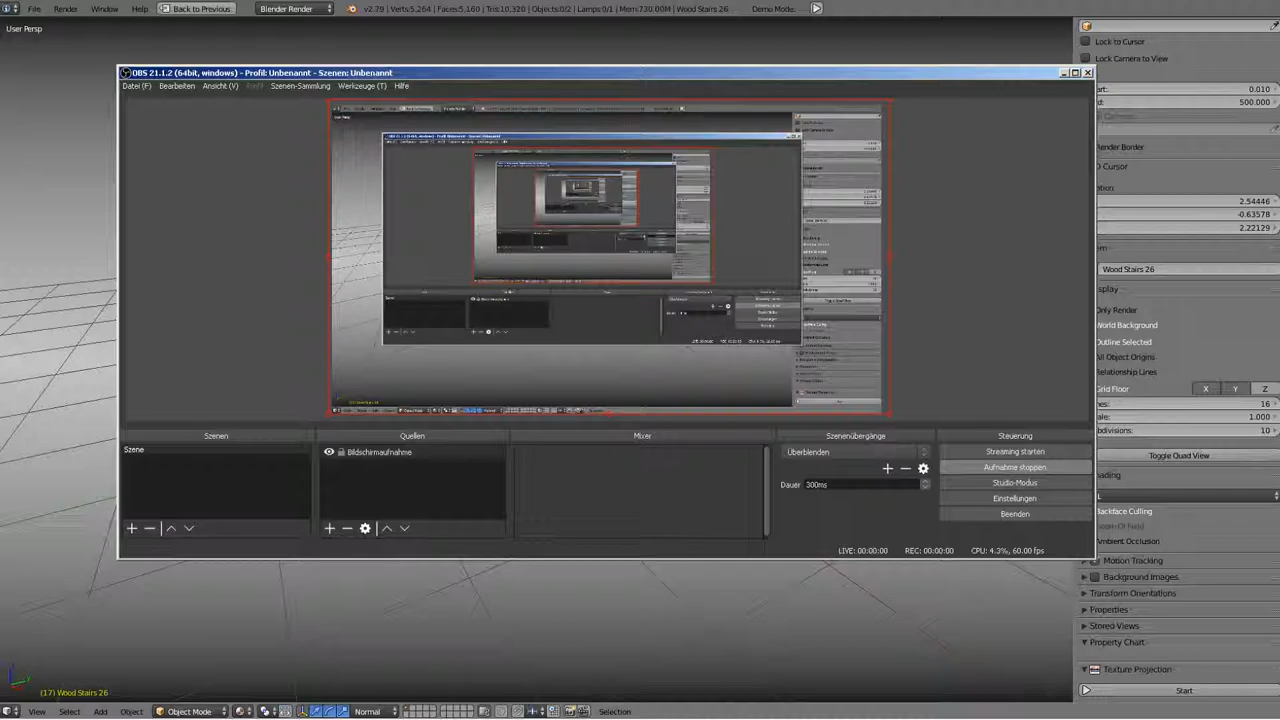 File Render Window Help Back to Previous Blender Render v2.79 | Verts:5,264 | Faces:5,160 | Tris:10,320 | Objects:0/2 | Lamps:0/1 | Mem:730.00M | Wood Stairs 26 Demo Mode:
User Persp
Lock to Cursor
Lock Camera to View
OBS 21.1.2 (64bit, windows) - Profil: Unbenannt - Szenen: Unbenannt
Datei (F) Bearbeiten Ansicht (V) Profil Szenen-Sammlung Werkzeuge (T) Hilfe
0.010
500.000
Render Border
D Cursor
2.54446
-0.63578
2.22129
Wood Stairs 26
Only Render
World Background
Outline Selected
All Object Origins
Relationship Lines
Grid Floor X Y Z
16
1.000
10
Toggle Quad View
Backface Culling
Ambient Occlusion
Motion Tracking
Background Images
Transform Orientations
Properties
Stored Views
Property Chart
Texture Projection
Start
Szenen Quellen Mixer Szenenübergänge Steuerung
Szene Bildschirmaufnahme Überblenden Streaming starten
Aufnahme stoppen
Dauer 300ms Studio-Modus
Einstellungen
Beenden
LIVE: 00:00:00 REC: 00:00:00 CPU: 4.3%, 60.00 fps
(17) Wood Stairs 26
View Select Add Object Object Mode Normal Selection